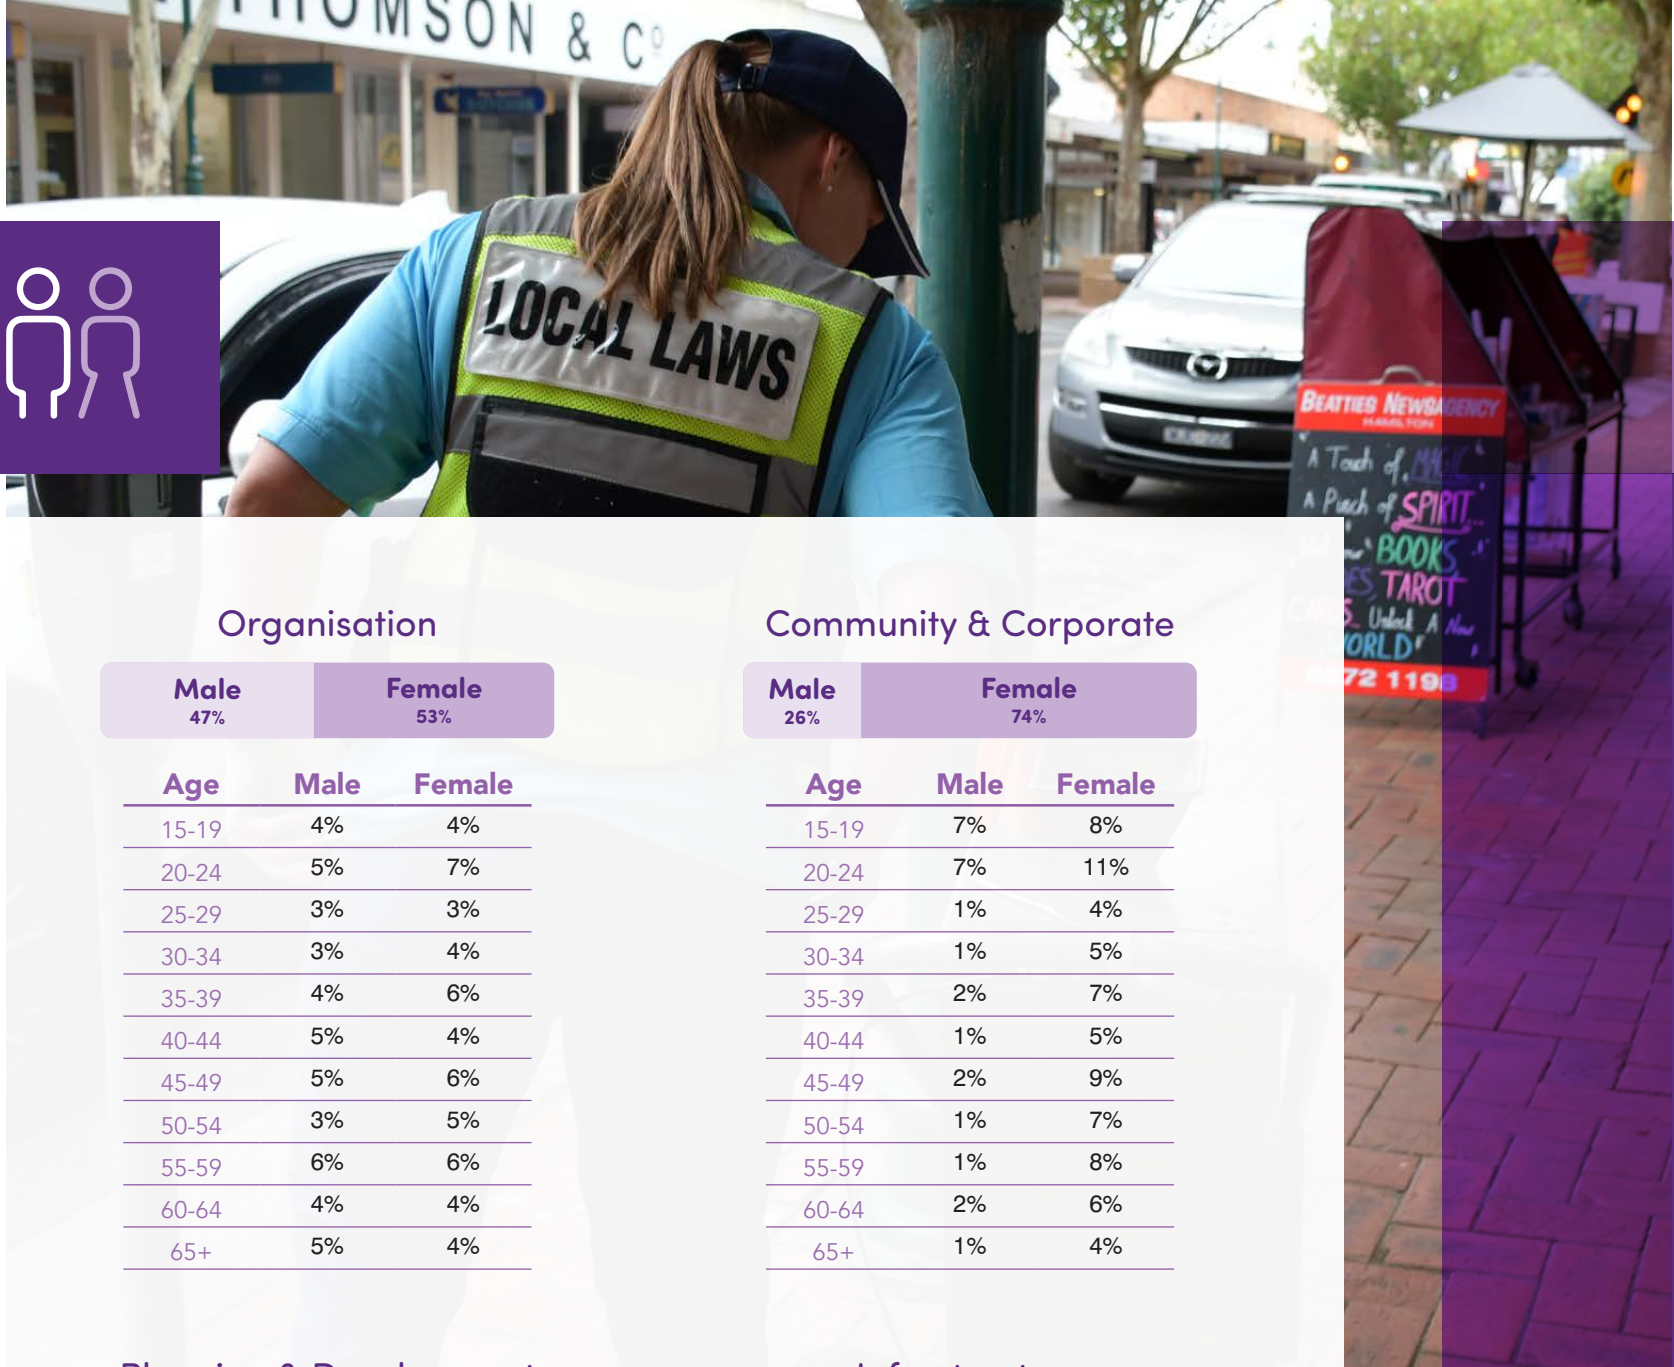 THOMSON & Co
LOCAL LAWS
BEATTIES NEWSAGENCY
HAMILTON
A Touch of MAGIC
A Pinch of SPIRIT
BOOKS
TAROT
CARDS Unlock A New
WORLD
72 1198
Organisation
Male Female
47% 53%
Age Male Female
15-19 4% 4%
20-24 5% 7%
25-29 3% 3%
30-34 3% 4%
35-39 4% 6%
40-44 5% 4%
45-49 5% 6%
50-54 3% 5%
55-59 6% 6%
60-64 4% 4%
65+ 5% 4%
Community & Corporate
Male Female
26% 74%
Age Male Female
15-19 7% 8%
20-24 7% 11%
25-29 1% 4%
30-34 1% 5%
35-39 2% 7%
40-44 1% 5%
45-49 2% 9%
50-54 1% 7%
55-59 1% 8%
60-64 2% 6%
65+ 1% 4%